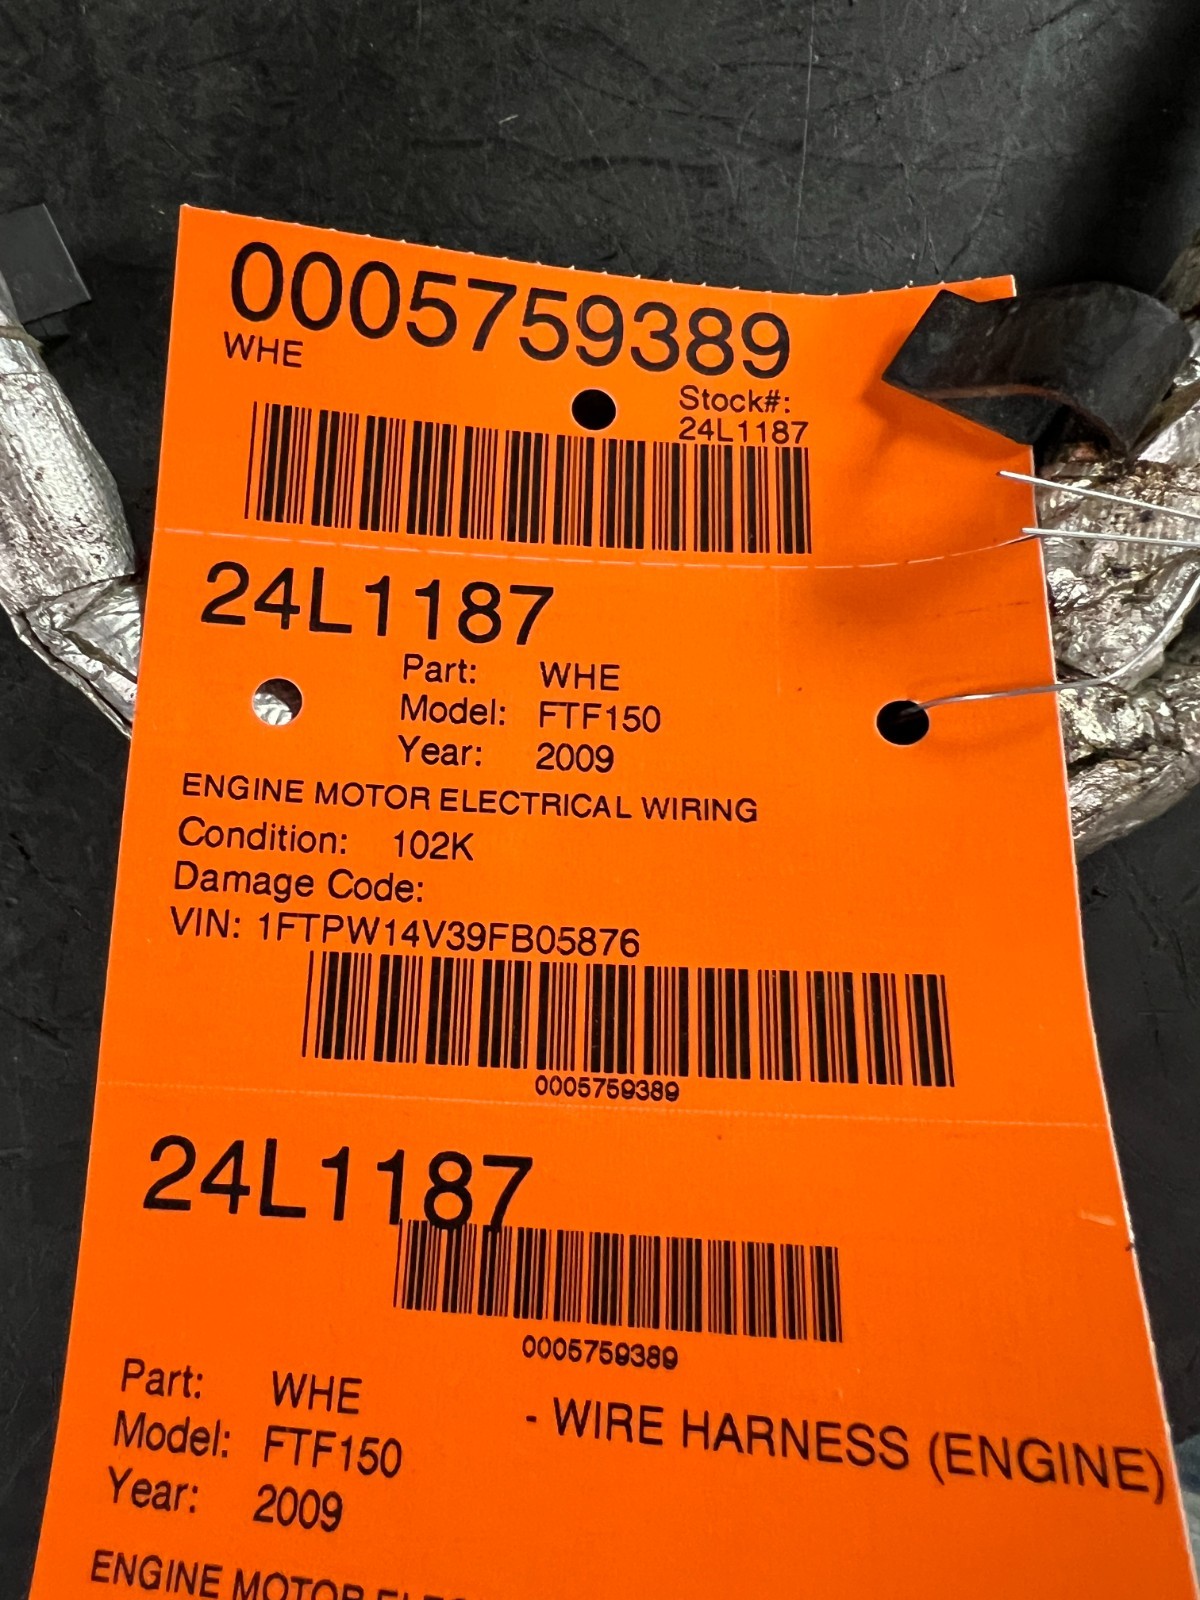 0005759389
WHE
Stock#:
24L1187
24L1187
Part: WHE
Model: FTF150
Year: 2009
ENGINE MOTOR ELECTRICAL WIRING
Condition: 102K
Damage Code:
VIN: 1FTPW14V39FB05876
0005759389
24L1187
0005759389
Part: WHE
- WIRE HARNESS (ENGINE)
Model: FTF150
Year: 2009
ENGINE MOTOR